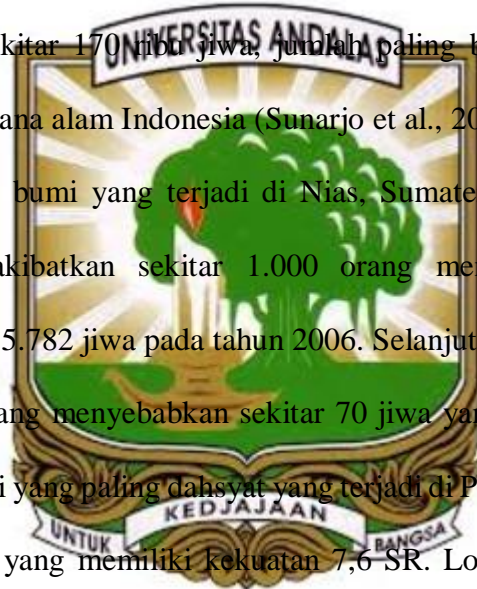 UNIVERSITAS ANDALAS
kitar 170 ribu jiwa, jumlah paling b
ana alam Indonesia (Sunarjo et al., 20
bumi yang terjadi di Nias, Sumate
akibatkan sekitar 1.000 orang me
5.782 jiwa pada tahun 2006. Selanjut
ang menyebabkan sekitar 70 jiwa yan
i yang paling dahsyat yang terjadi di P
KEDJAJAAN
UNTUK BANGSA
yang memiliki kekuatan 7,6 SR. Lo